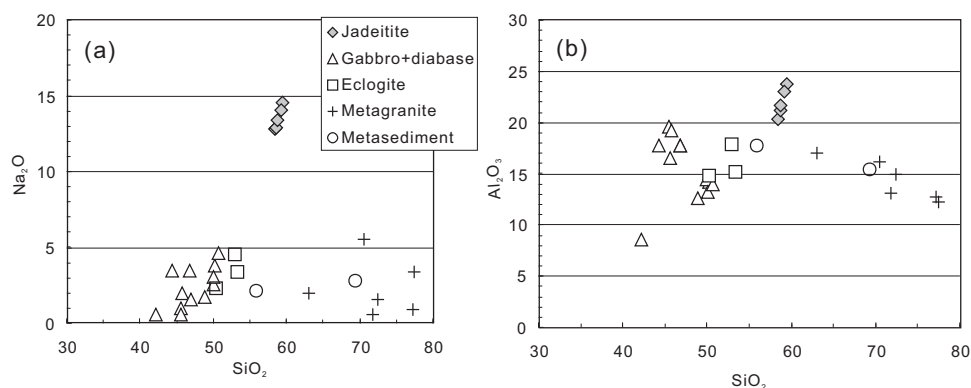 (a)
Na₂O
20
15
10
5
0
30 40 50 60 70 80
SiO₂
Jadeitite
Gabbro+diabase
Eclogite
Metagranite
Metasediment
(b)
Al₂O₃
30
25
20
15
10
5
0
30 40 50 60 70 80
SiO₂